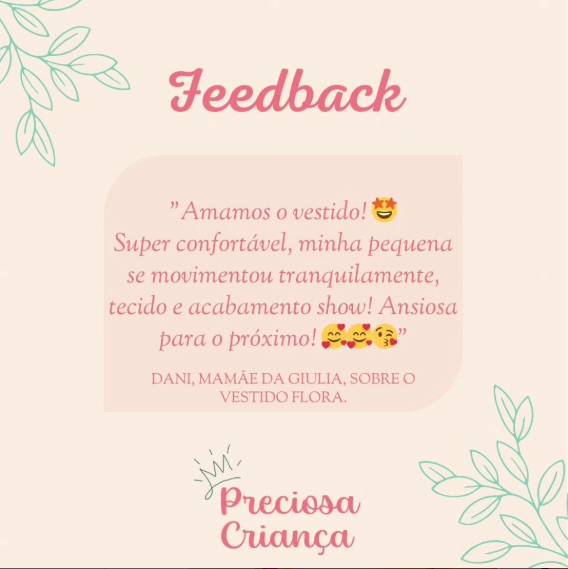 Feedback
"Amamos o vestido! 🤩
Super confortável, minha pequena
se movimentou tranquilamente,
tecido e acabamento show! Ansiosa
para o próximo! 🥰🥰😘"
DANI, MAMÃE DA GIULIA, SOBRE O
VESTIDO FLORA.
Preciosa
Criança